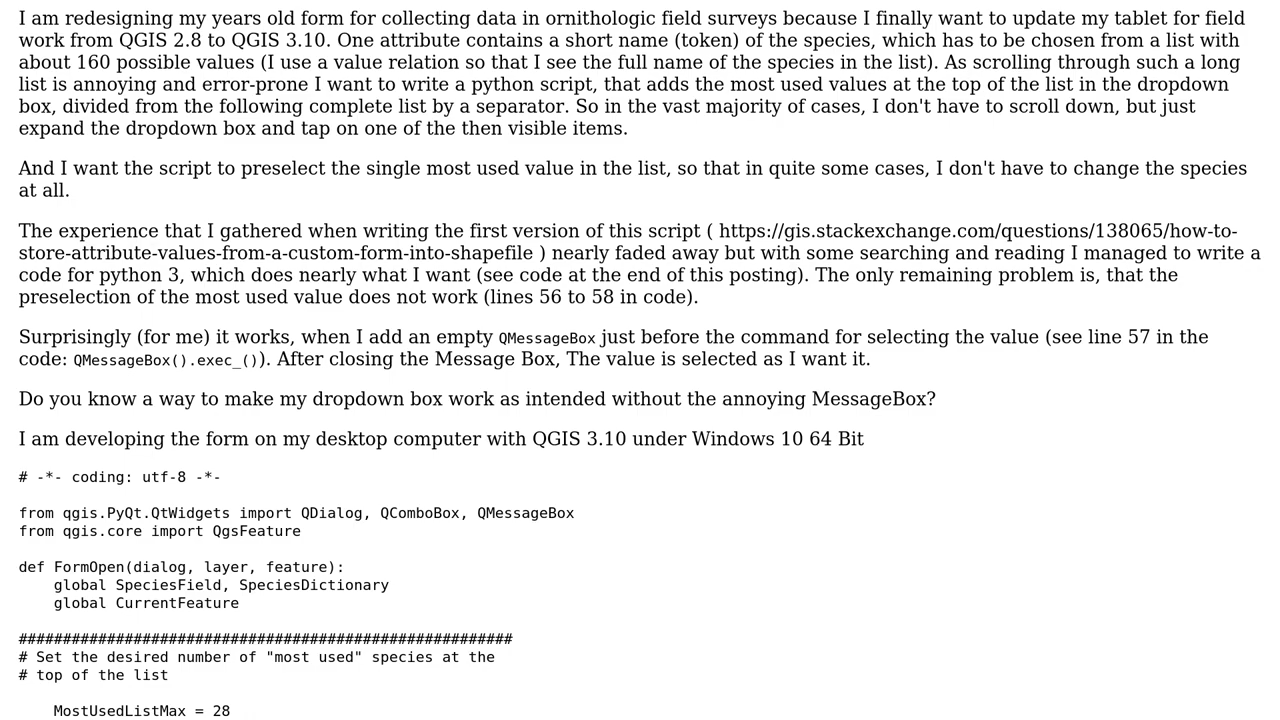 I am redesigning my years old form for collecting data in ornithologic field surveys because I finally want to update my tablet for field
work from QGIS 2.8 to QGIS 3.10. One attribute contains a short name (token) of the species, which has to be chosen from a list with
about 160 possible values (I use a value relation so that I see the full name of the species in the list). As scrolling through such a long
list is annoying and error-prone I want to write a python script, that adds the most used values at the top of the list in the dropdown
box, divided from the following complete list by a separator. So in the vast majority of cases, I don't have to scroll down, but just
expand the dropdown box and tap on one of the then visible items.
And I want the script to preselect the single most used value in the list, so that in quite some cases, I don't have to change the species
at all.
The experience that I gathered when writing the first version of this script ( https://gis.stackexchange.com/questions/138065/how-to-
store-attribute-values-from-a-custom-form-into-shapefile ) nearly faded away but with some searching and reading I managed to write a
code for python 3, which does nearly what I want (see code at the end of this posting). The only remaining problem is, that the
preselection of the most used value does not work (lines 56 to 58 in code).
Surprisingly (for me) it works, when I add an empty QMessageBox just before the command for selecting the value (see line 57 in the
code: QMessageBox().exec_()). After closing the Message Box, The value is selected as I want it.
Do you know a way to make my dropdown box work as intended without the annoying MessageBox?
I am developing the form on my desktop computer with QGIS 3.10 under Windows 10 64 Bit
# -*- coding: utf-8 -*-
from qgis.PyQt.QtWidgets import QDialog, QComboBox, QMessageBox
from qgis.core import QgsFeature
def FormOpen(dialog, layer, feature):
    global SpeciesField, SpeciesDictionary
    global CurrentFeature
########################################################
# Set the desired number of "most used" species at the
# top of the list
    MostUsedListMax = 28